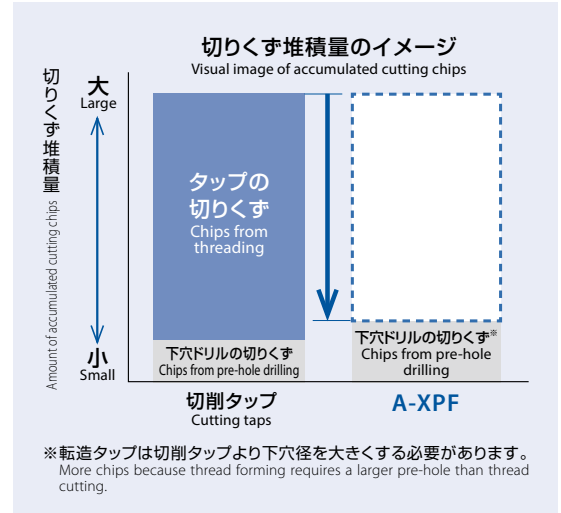 切りくず堆積量のイメージ
Visual image of accumulated cutting chips
切りくず堆積量 Amount of accumulated cutting chips
大
Large
小
Small
タップの
切りくず
Chips from
threading
下穴ドリルの切りくず
Chips from pre-hole drilling
下穴ドリルの切りくず※
Chips from pre-hole
drilling
切削タップ
Cutting taps
A-XPF
※転造タップは切削タップより下穴径を大きくする必要があります。
More chips because thread forming requires a larger pre-hole than thread
cutting.